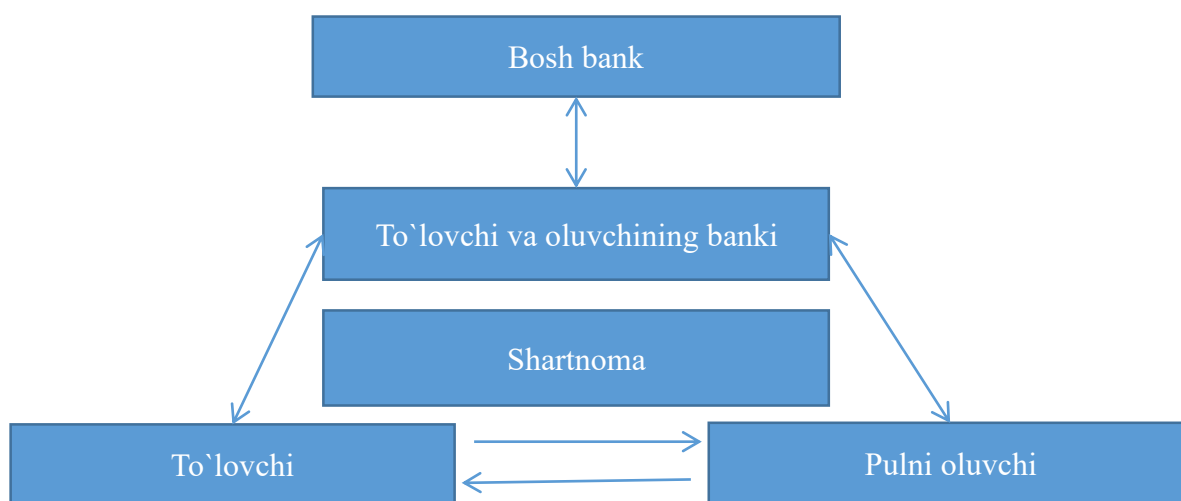 Bosh bank
To`lovchi va oluvchining banki
Shartnoma
To`lovchi
Pulni oluvchi